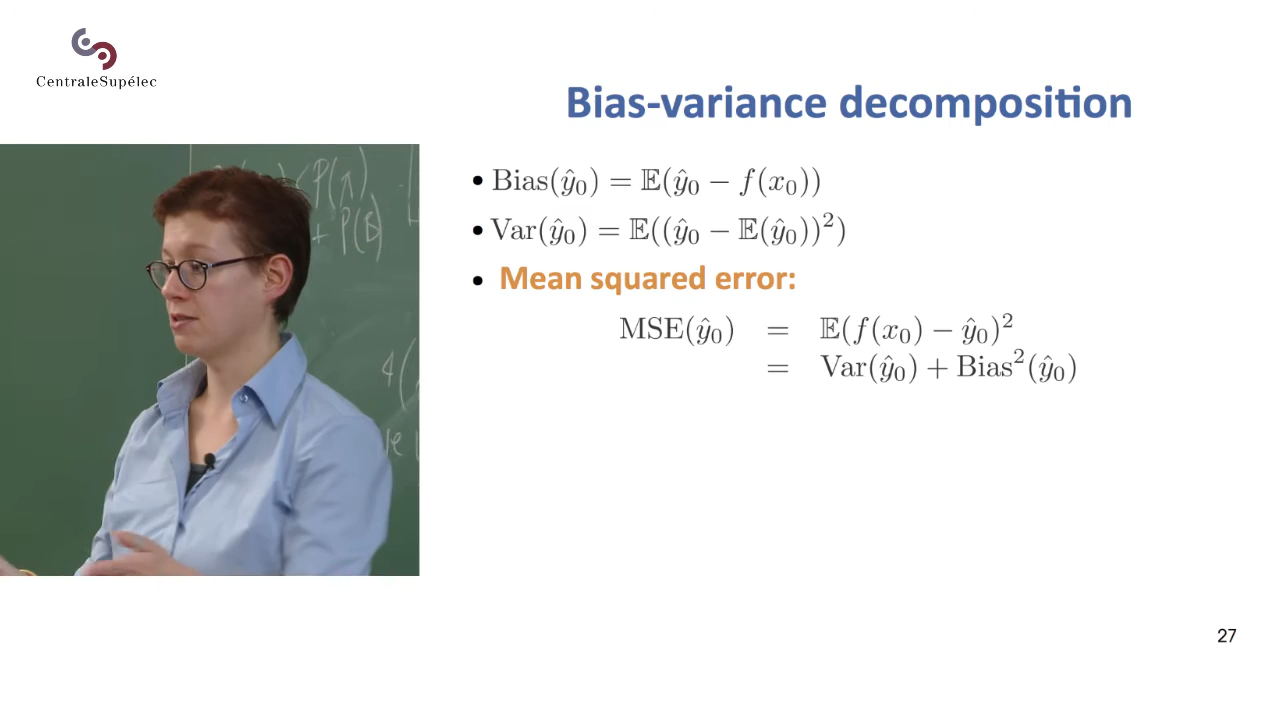 CentraleSupélec
Bias-variance decomposition
• Bias(ŷ₀) = 𝔼(ŷ₀ − f(x₀))
• Var(ŷ₀) = 𝔼((ŷ₀ − 𝔼(ŷ₀))²)
• Mean squared error:
MSE(ŷ₀) = 𝔼(f(x₀) − ŷ₀)²
= Var(ŷ₀) + Bias²(ŷ₀)
27